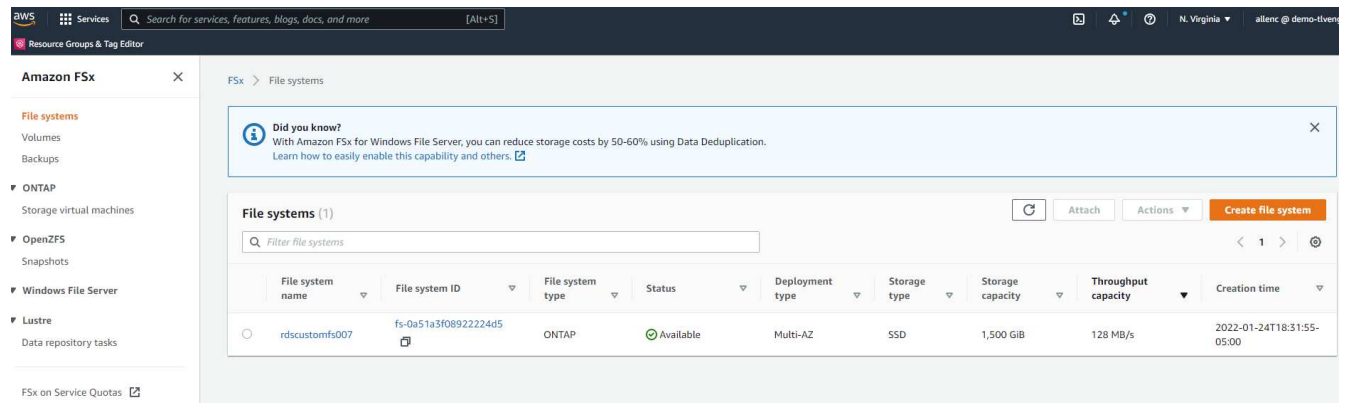 aws Services Search for services, features, blogs, docs, and more [Alt+S] N. Virginia ▼
Resource Groups & Tag Editor
Amazon FSx
File systems
Volumes
Backups
ONTAP
Storage virtual machines
OpenZFS
Snapshots
Windows File Server
Lustre
Data repository tasks
FSx on Service Quotas
FSx > File systems
Did you know?
With Amazon FSx for Windows File Server, you can reduce storage costs by 50-60% using Data Deduplication.
Learn how to easily enable this capability and others.
File systems (1)
Attach Actions ▼ Create file system
Filter file systems
< 1 >
File system name File system ID File system type Status Deployment type Storage type Storage capacity Throughput capacity Creation time
rdscustomfs007 fs-0a51a3f08922224d5 ONTAP Available Multi-AZ SSD 1,500 GiB 128 MB/s 2022-01-24T18:31:55-
05:00